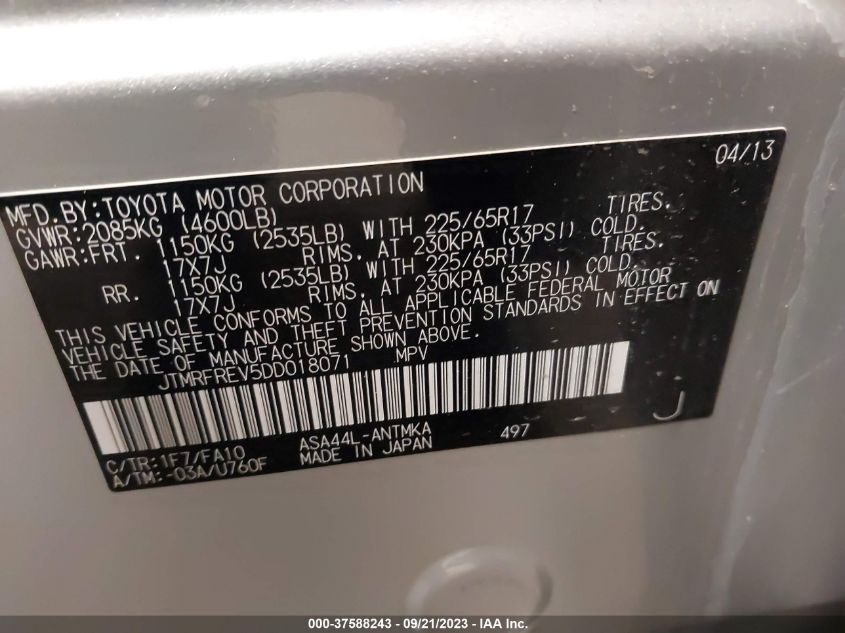 04/13
MFD.BY:TOYOTA MOTOR CORPORATION
GVWR:2085KG (4600LB)
GAWR:FRT. 1150KG (2535LB) WITH 225/65R17 TIRES.
17X7J RIMS, AT 230KPA (33PSI) COLD.
RR. 1150KG (2535LB) WITH 225/65R17 TIRES.
17X7J RIMS, AT 230KPA (33PSI) COLD.
THIS VEHICLE CONFORMS TO ALL APPLICABLE FEDERAL MOTOR
VEHICLE SAFETY AND THEFT PREVENTION STANDARDS IN EFFECT ON
THE DATE OF MANUFACTURE SHOWN ABOVE.
JTMRFREV5DD018071 MPV
J
C/TR:1F7/FA10 ASA44L-ANTMKA 497
A/TM:-03A/U760F MADE IN JAPAN
000-37588243 - 09/21/2023 - IAA Inc.